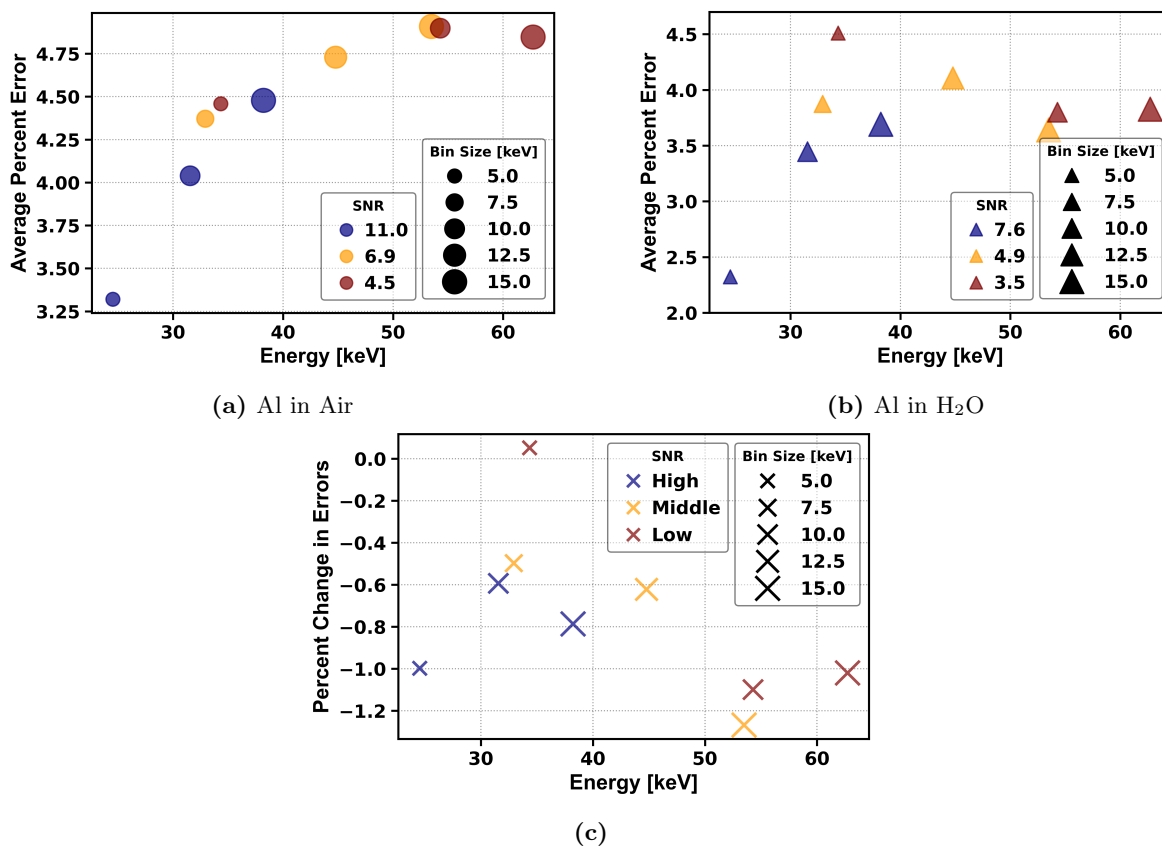 Average Percent Error
4.75
4.50
4.25
4.00
3.75
3.50
3.25
30
40
50
60
Energy [keV]
SNR
11.0
6.9
4.5
Bin Size [keV]
5.0
7.5
10.0
12.5
15.0
(a) Al in Air
Average Percent Error
4.5
4.0
3.5
3.0
2.5
2.0
30
40
50
60
Energy [keV]
SNR
7.6
4.9
3.5
Bin Size [keV]
5.0
7.5
10.0
12.5
15.0
(b) Al in H₂O
Percent Change in Errors
0.0
−0.2
−0.4
−0.6
−0.8
−1.0
−1.2
30
40
50
60
Energy [keV]
SNR
High
Middle
Low
Bin Size [keV]
5.0
7.5
10.0
12.5
15.0
(c)